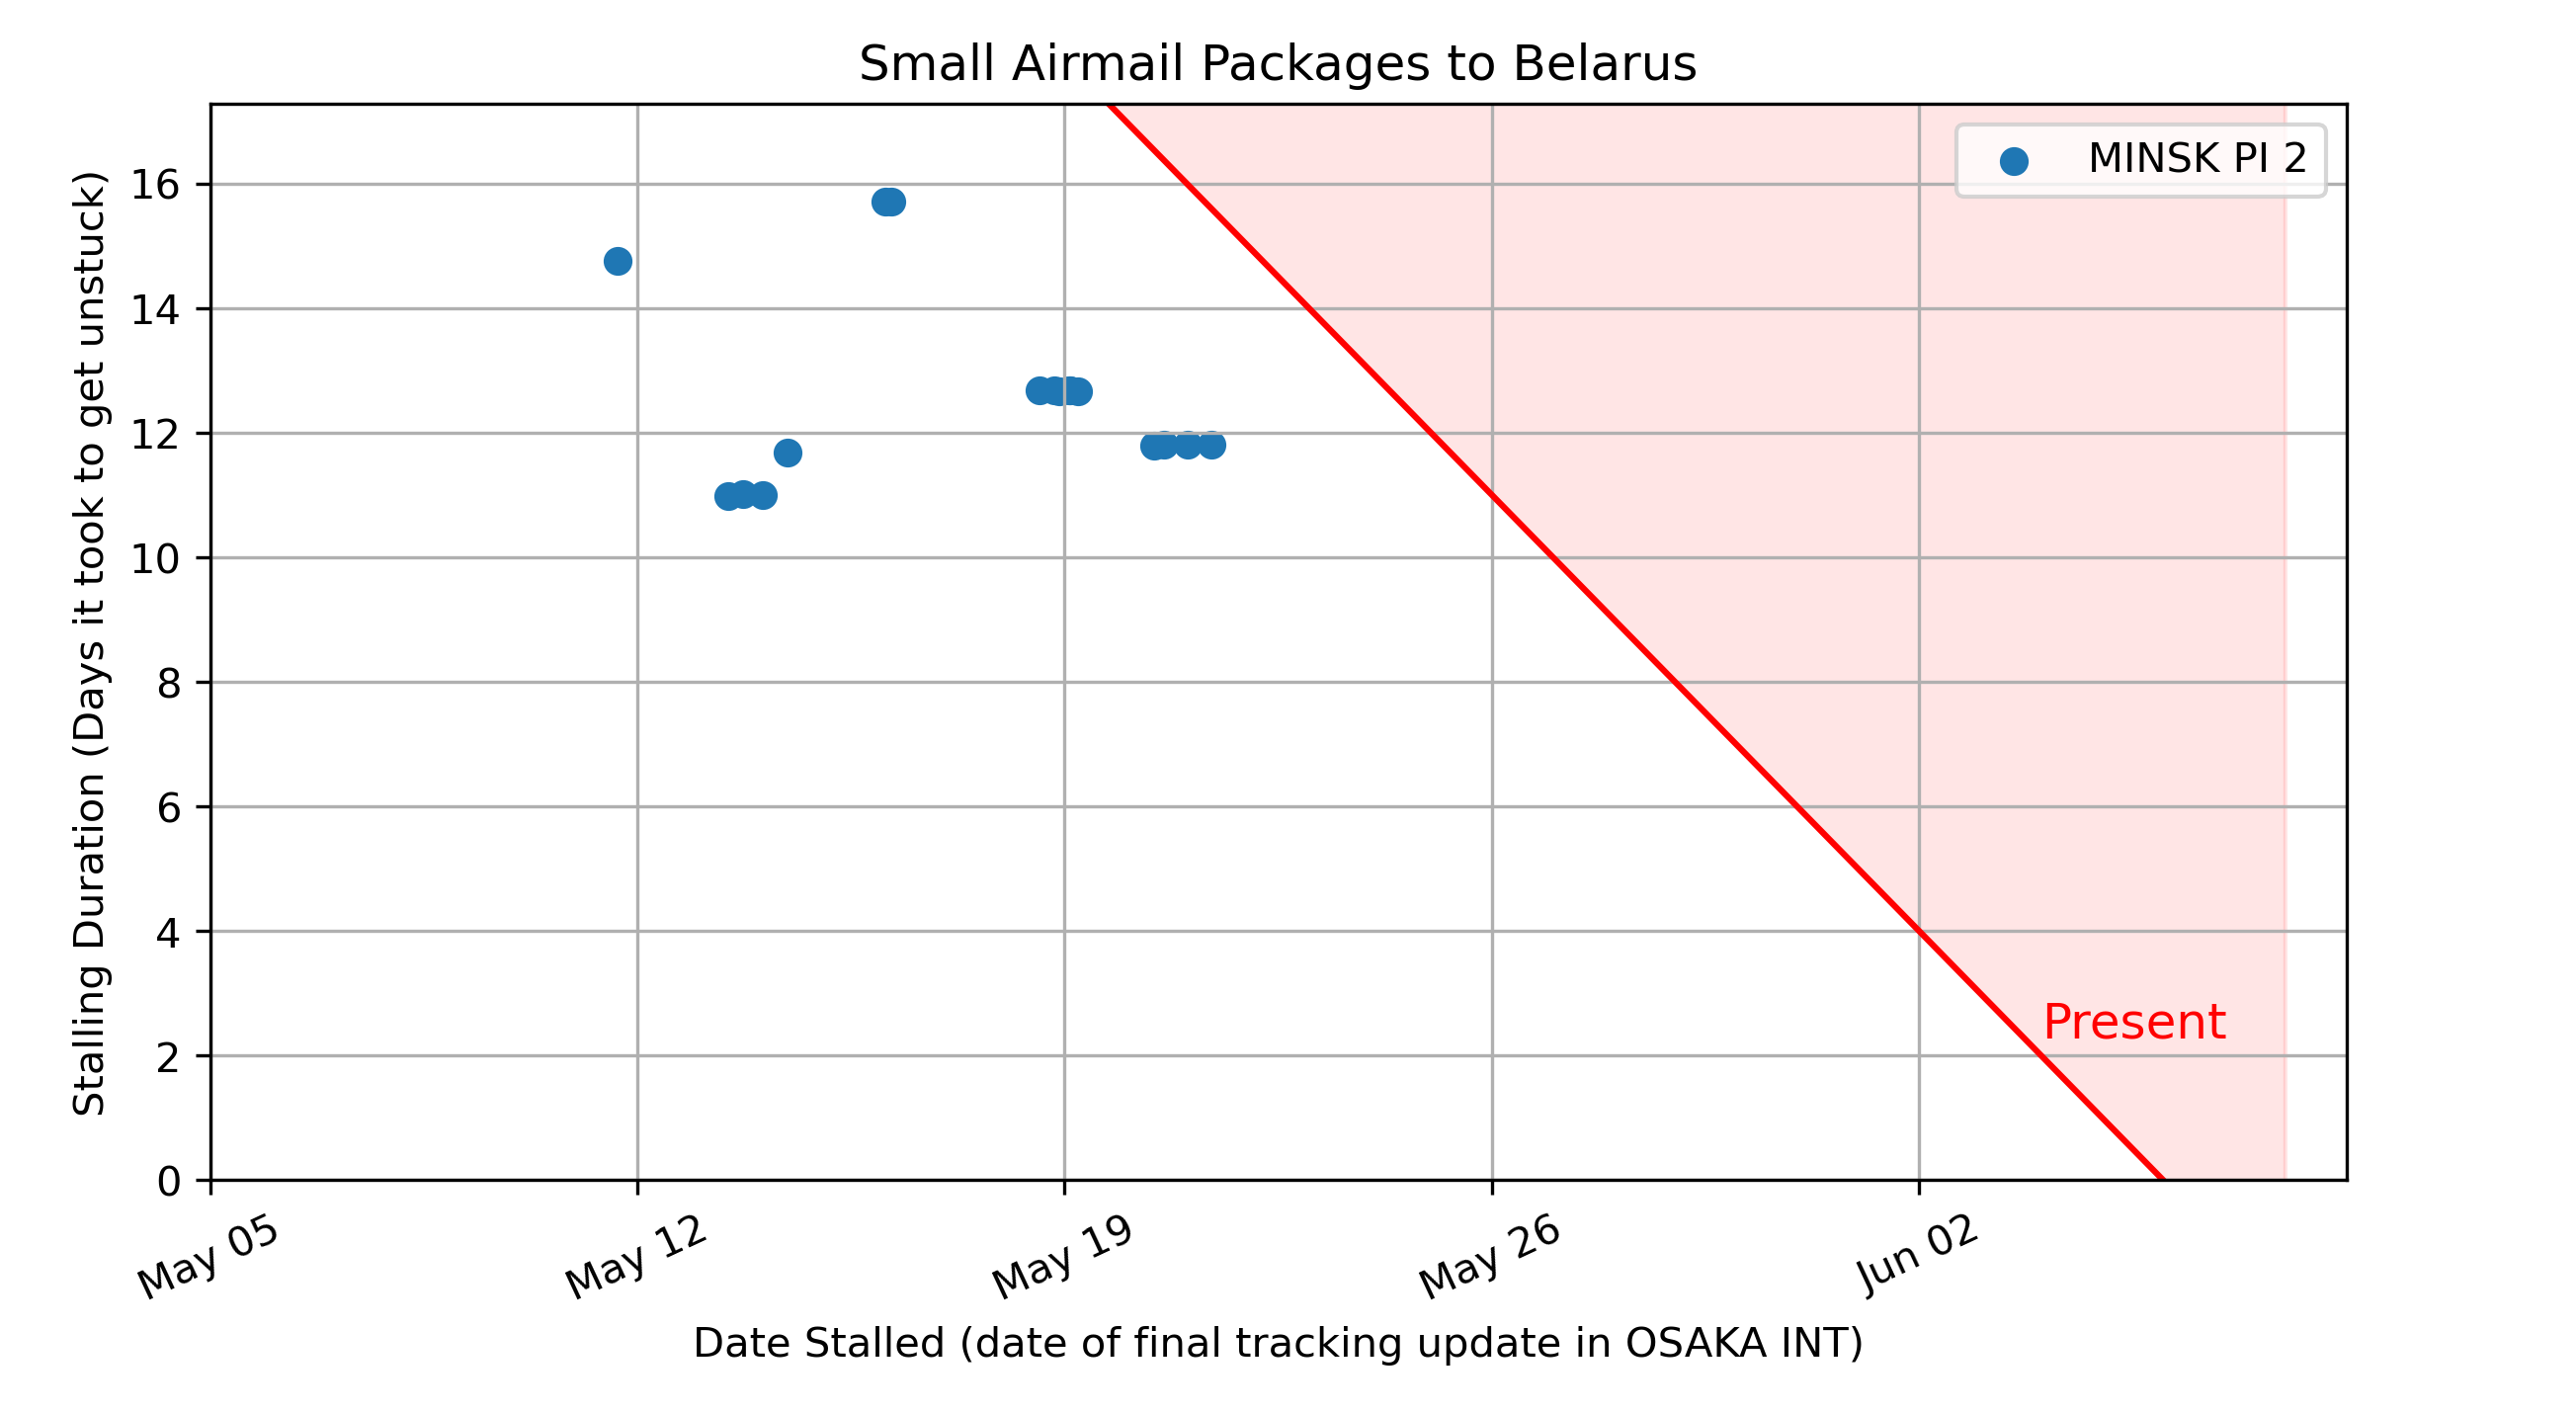 Small Airmail Packages to Belarus
MINSK PI 2
Stalling Duration (Days it took to get unstuck)
16
14
12
10
8
6
4
2
0
Present
May 05
May 12
May 19
May 26
Jun 02
Date Stalled (date of final tracking update in OSAKA INT)